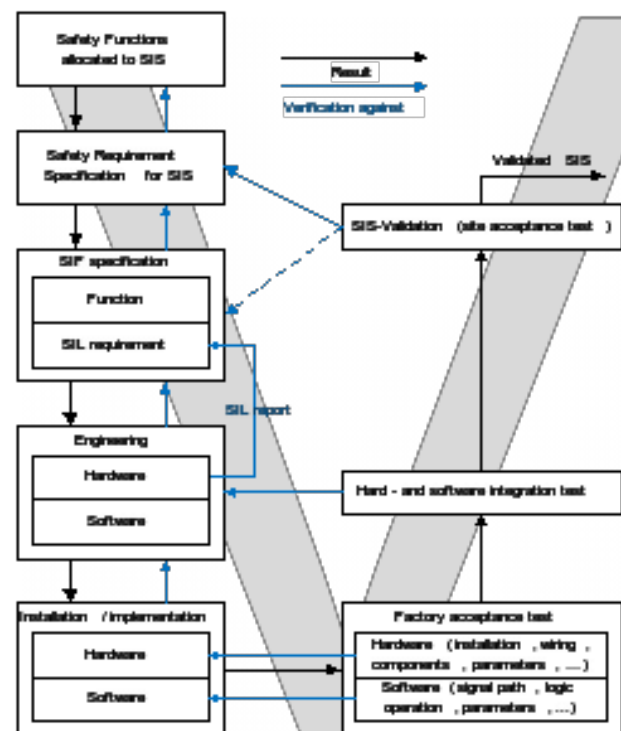 Safety Functions
allocated to SIS
Result
Verification against
Safety Requirement
Specification for SIS
Validated SIS
SIS-Validation (site acceptance test )
SIF specification
Function
SIL requirement
SIL report
Engineering
Hardware
Software
Hard - and software integration test
Installation / implementation
Hardware
Software
Factory acceptance test
Hardware (installation , wiring ,
components , parameters , ...)
Software (signal path , logic
operation , parameters , ...)